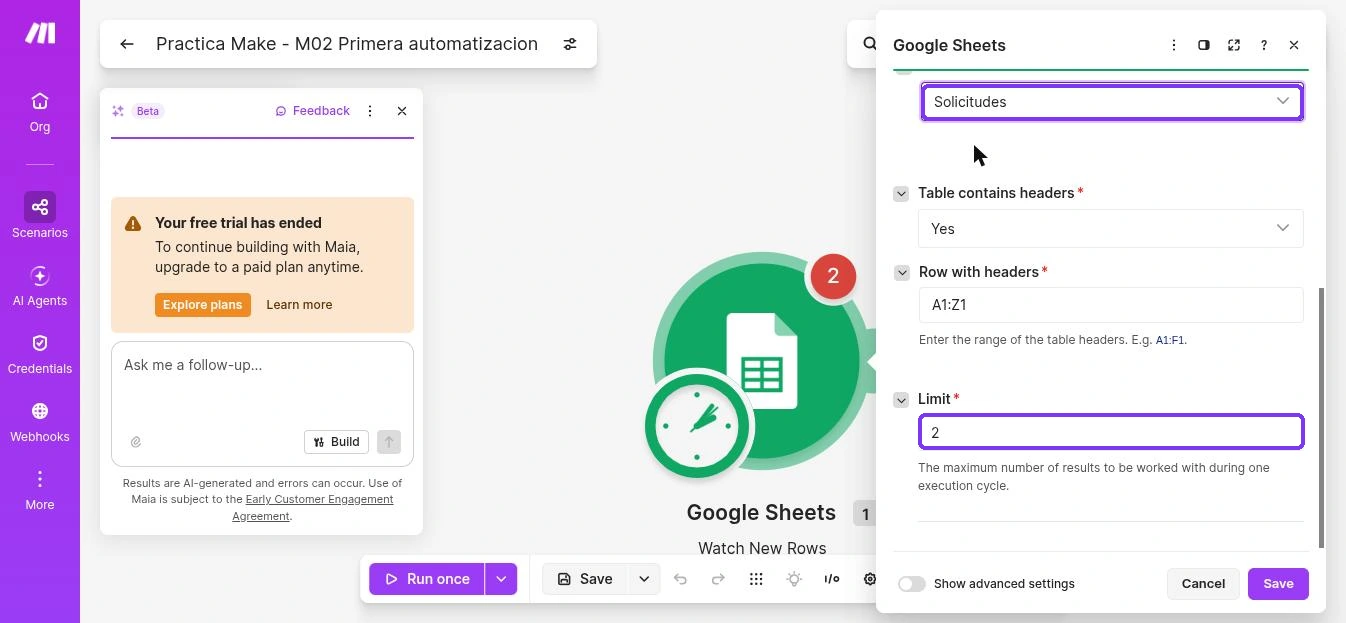 Practica Make - M02 Primera automatizacion
Org
Scenarios
AI Agents
Credentials
Webhooks
More
Beta
Feedback
Your free trial has ended
To continue building with Maia,
upgrade to a paid plan anytime.
Explore plans
Learn more
Ask me a follow-up...
Build
Results are AI-generated and errors can occur. Use of
Maia is subject to the Early Customer Engagement
Agreement.
2
Google Sheets
1
Watch New Rows
Run once
Save
Google Sheets
?
Solicitudes
Table contains headers*
Yes
Row with headers*
A1:Z1
Enter the range of the table headers. E.g. A1:F1.
Limit*
2
The maximum number of results to be worked with during one
execution cycle.
Show advanced settings
Cancel
Save